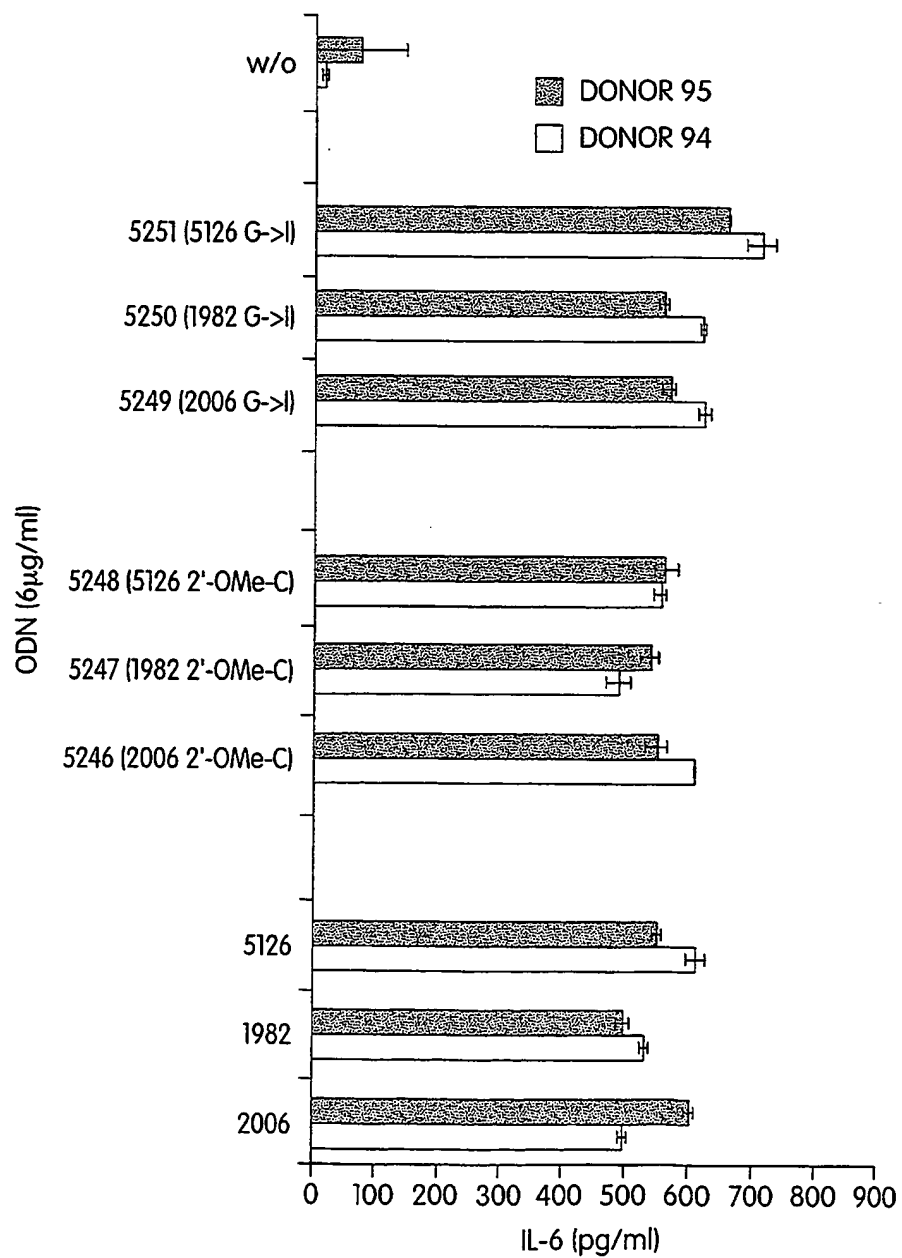 w/o
DONOR 95
DONOR 94
5251 (5126 G->I)
5250 (1982 G->I)
5249 (2006 G->I)
5248 (5126 2'-OMe-C)
5247 (1982 2'-OMe-C)
5246 (2006 2'-OMe-C)
5126
1982
2006
ODN (6µg/ml)
0 100 200 300 400 500 600 700 800 900
IL-6 (pg/ml)